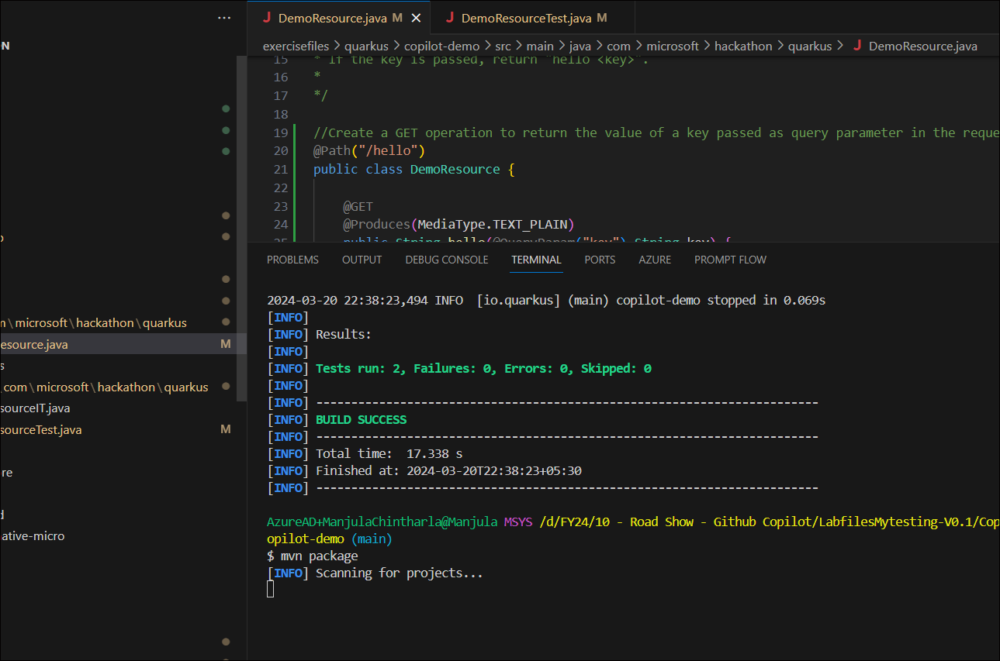 ···
DemoResource.java M
DemoResourceTest.java M
exercisefiles > quarkus > copilot-demo > src > main > java > com > microsoft > hackathon > quarkus > DemoResource.java
15 * If the key is passed, return "hello <key>".
16 *
17 */
18
19 //Create a GET operation to return the value of a key passed as query parameter in the reque
20 @Path("/hello")
21 public class DemoResource {
22
23 @GET
24 @Produces(MediaType.TEXT_PLAIN)
25 public String hello(@QueryParam("key") String key) {
PROBLEMS OUTPUT DEBUG CONSOLE TERMINAL PORTS AZURE PROMPT FLOW
2024-03-20 22:38:23,494 INFO  [io.quarkus] (main) copilot-demo stopped in 0.069s
[INFO]
[INFO] Results:
[INFO]
[INFO] Tests run: 2, Failures: 0, Errors: 0, Skipped: 0
[INFO]
[INFO] ------------------------------------------------------------------------
[INFO] BUILD SUCCESS
[INFO] ------------------------------------------------------------------------
[INFO] Total time:  17.338 s
[INFO] Finished at: 2024-03-20T22:38:23+05:30
[INFO] ------------------------------------------------------------------------
AzureAD+ManjulaChintharla@Manjula MSYS /d/FY24/10 - Road Show - Github Copilot/LabfilesMytesting-V0.1/Cop
opilot-demo (main)
$ mvn package
[INFO] Scanning for projects...
N
o
m\microsoft\hackathon\quarkus
esource.java M
s
com\microsoft\hackathon\quarkus
sourceIT.java
sourceTest.java M
re
d
ative-micro